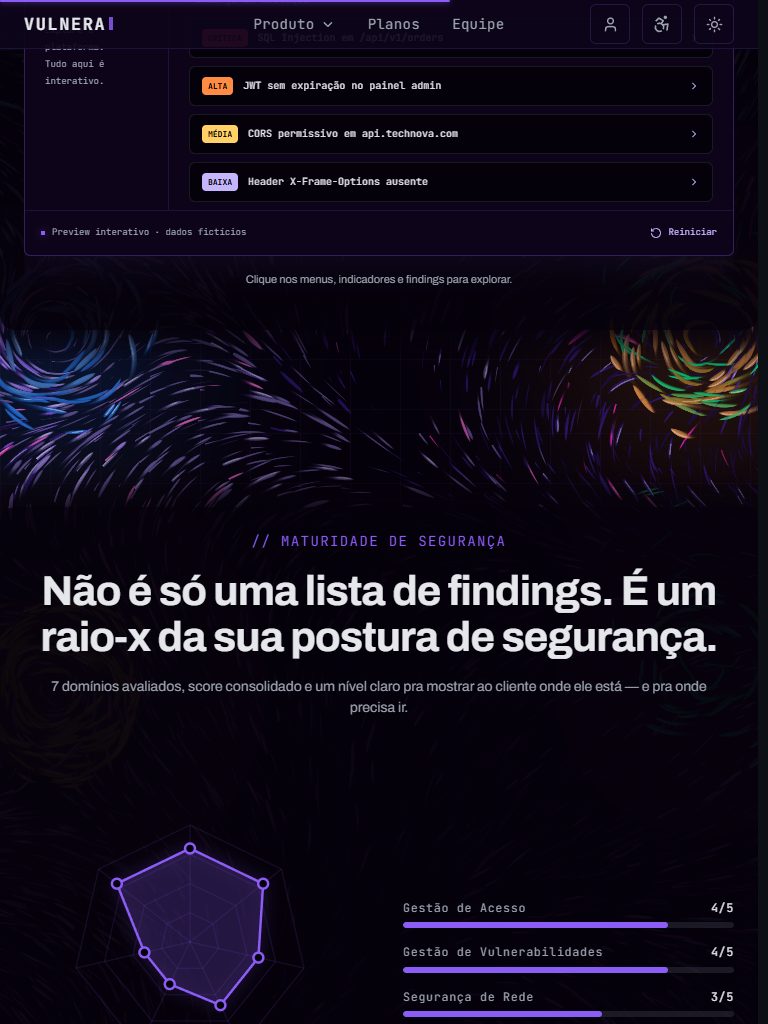 VULNERA
Produto
Planos
Equipe
CRÍTICA
SQL Injection em /api/v1/orders
plataforma.
Tudo aqui é
interativo.
ALTA
JWT sem expiração no painel admin
MÉDIA
CORS permissivo em api.technova.com
BAIXA
Header X-Frame-Options ausente
Preview interativo · dados fictícios
Reiniciar
Clique nos menus, indicadores e findings para explorar.
// MATURIDADE DE SEGURANÇA
Não é só uma lista de findings. É um
raio-x da sua postura de segurança.
7 domínios avaliados, score consolidado e um nível claro pra mostrar ao cliente onde ele está — e pra onde
precisa ir.
Gestão de Acesso 4/5
Gestão de Vulnerabilidades 4/5
Segurança de Rede 3/5